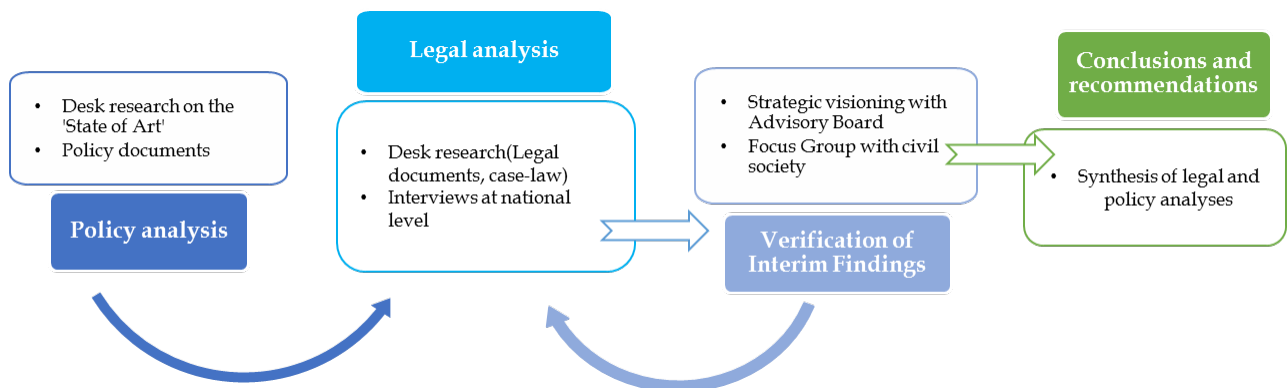 • Desk research on the
'State of Art'
• Policy documents
Policy analysis
Legal analysis
• Desk research(Legal
documents, case-law)
• Interviews at national
level
• Strategic visioning with
Advisory Board
• Focus Group with civil
society
Verification of
Interim Findings
Conclusions and
recommendations
• Synthesis of legal and
policy analyses